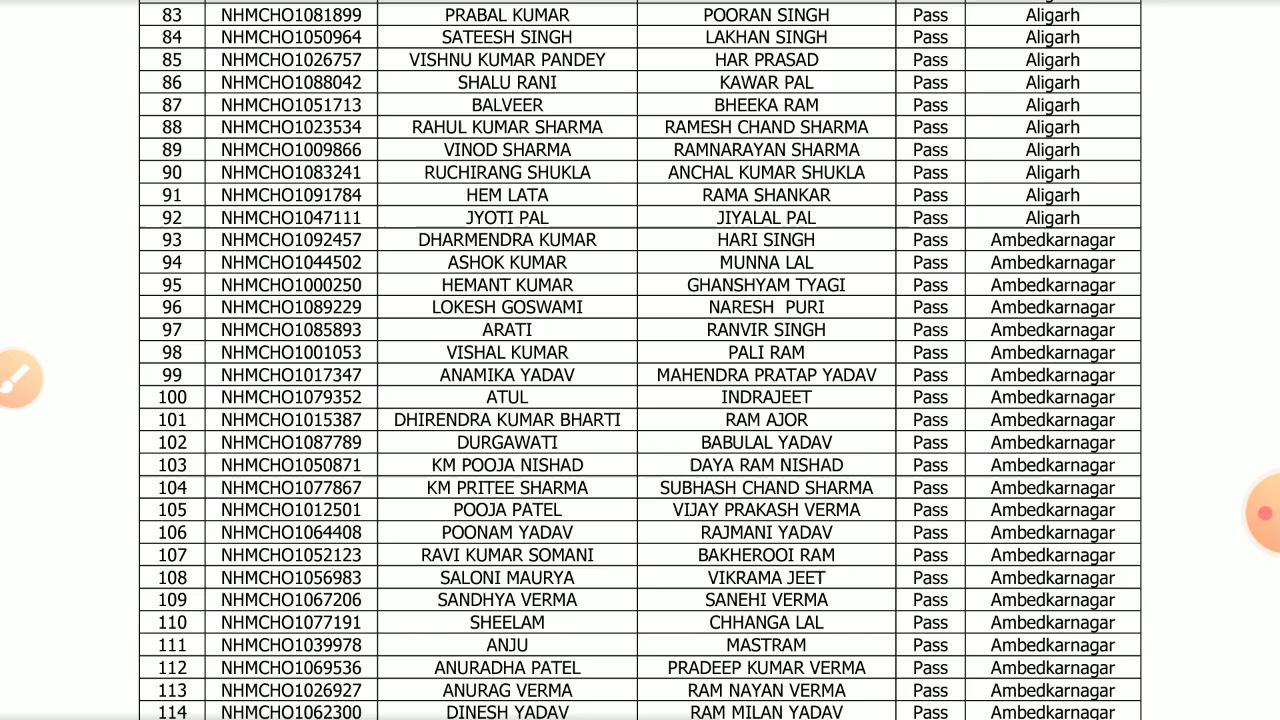 83 NHMCHO1081899 PRABAL KUMAR POORAN SINGH Pass Aligarh
84 NHMCHO1050964 SATEESH SINGH LAKHAN SINGH Pass Aligarh
85 NHMCHO1026757 VISHNU KUMAR PANDEY HAR PRASAD Pass Aligarh
86 NHMCHO1088042 SHALU RANI KAWAR PAL Pass Aligarh
87 NHMCHO1051713 BALVEER BHEEKA RAM Pass Aligarh
88 NHMCHO1023534 RAHUL KUMAR SHARMA RAMESH CHAND SHARMA Pass Aligarh
89 NHMCHO1009866 VINOD SHARMA RAMNARAYAN SHARMA Pass Aligarh
90 NHMCHO1083241 RUCHIRANG SHUKLA ANCHAL KUMAR SHUKLA Pass Aligarh
91 NHMCHO1091784 HEM LATA RAMA SHANKAR Pass Aligarh
92 NHMCHO1047111 JYOTI PAL JIYALAL PAL Pass Aligarh
93 NHMCHO1092457 DHARMENDRA KUMAR HARI SINGH Pass Ambedkarnagar
94 NHMCHO1044502 ASHOK KUMAR MUNNA LAL Pass Ambedkarnagar
95 NHMCHO1000250 HEMANT KUMAR GHANSHYAM TYAGI Pass Ambedkarnagar
96 NHMCHO1089229 LOKESH GOSWAMI NARESH  PURI Pass Ambedkarnagar
97 NHMCHO1085893 ARATI RANVIR SINGH Pass Ambedkarnagar
98 NHMCHO1001053 VISHAL KUMAR PALI RAM Pass Ambedkarnagar
99 NHMCHO1017347 ANAMIKA YADAV MAHENDRA PRATAP YADAV Pass Ambedkarnagar
100 NHMCHO1079352 ATUL INDRAJEET Pass Ambedkarnagar
101 NHMCHO1015387 DHIRENDRA KUMAR BHARTI RAM AJOR Pass Ambedkarnagar
102 NHMCHO1087789 DURGAWATI BABULAL YADAV Pass Ambedkarnagar
103 NHMCHO1050871 KM POOJA NISHAD DAYA RAM NISHAD Pass Ambedkarnagar
104 NHMCHO1077867 KM PRITEE SHARMA SUBHASH CHAND SHARMA Pass Ambedkarnagar
105 NHMCHO1012501 POOJA PATEL VIJAY PRAKASH VERMA Pass Ambedkarnagar
106 NHMCHO1064408 POONAM YADAV RAJMANI YADAV Pass Ambedkarnagar
107 NHMCHO1052123 RAVI KUMAR SOMANI BAKHEROOI RAM Pass Ambedkarnagar
108 NHMCHO1056983 SALONI MAURYA VIKRAMA JEET Pass Ambedkarnagar
109 NHMCHO1067206 SANDHYA VERMA SANEHI VERMA Pass Ambedkarnagar
110 NHMCHO1077191 SHEELAM CHHANGA LAL Pass Ambedkarnagar
111 NHMCHO1039978 ANJU MASTRAM Pass Ambedkarnagar
112 NHMCHO1069536 ANURADHA PATEL PRADEEP KUMAR VERMA Pass Ambedkarnagar
113 NHMCHO1026927 ANURAG VERMA RAM NAYAN VERMA Pass Ambedkarnagar
114 NHMCHO1062300 DINESH YADAV RAM MILAN YADAV Pass Ambedkarnagar